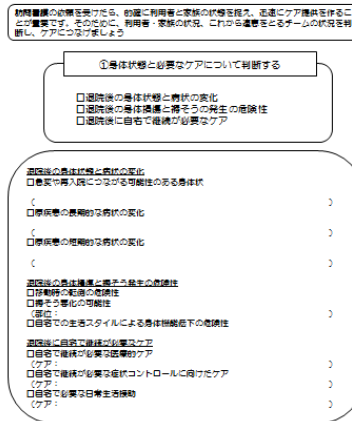 訪問看護の依頼を受けたら、的確に利用者と家族の状態を捉え、迅速にケア提供を作るこ
とが重要です。そのために、利用者・家族の状況、これから連携をとるチームの状況を判
断し、ケアにつなげましょう
①身体状態と必要なケアについて判断する
□退院後の身体状態と病状の変化
□退院後の身体損傷と褥そう発生の危険性
□退院後に自宅で継続が必要なケア
退院後の身体状態と病状の変化
□急変や再入院につながる可能性のある身体状
( )
□原疾患の長期的な病状の変化
( )
□原疾患の短期的な病状の変化
( )
退院後の身体損傷と褥そう発生の危険性
□移動時の転倒の危険性
□褥そう悪化の可能性
(部位: )
□自宅での生活スタイルによる身体機能低下の危険性
退院後に自宅で継続が必要なケア
□自宅で継続が必要な医療的ケア
(ケア: )
□自宅で継続が必要な症状コントロールに向けたケア
(ケア: )
□自宅で必要な日常生活援助
(ケア: )